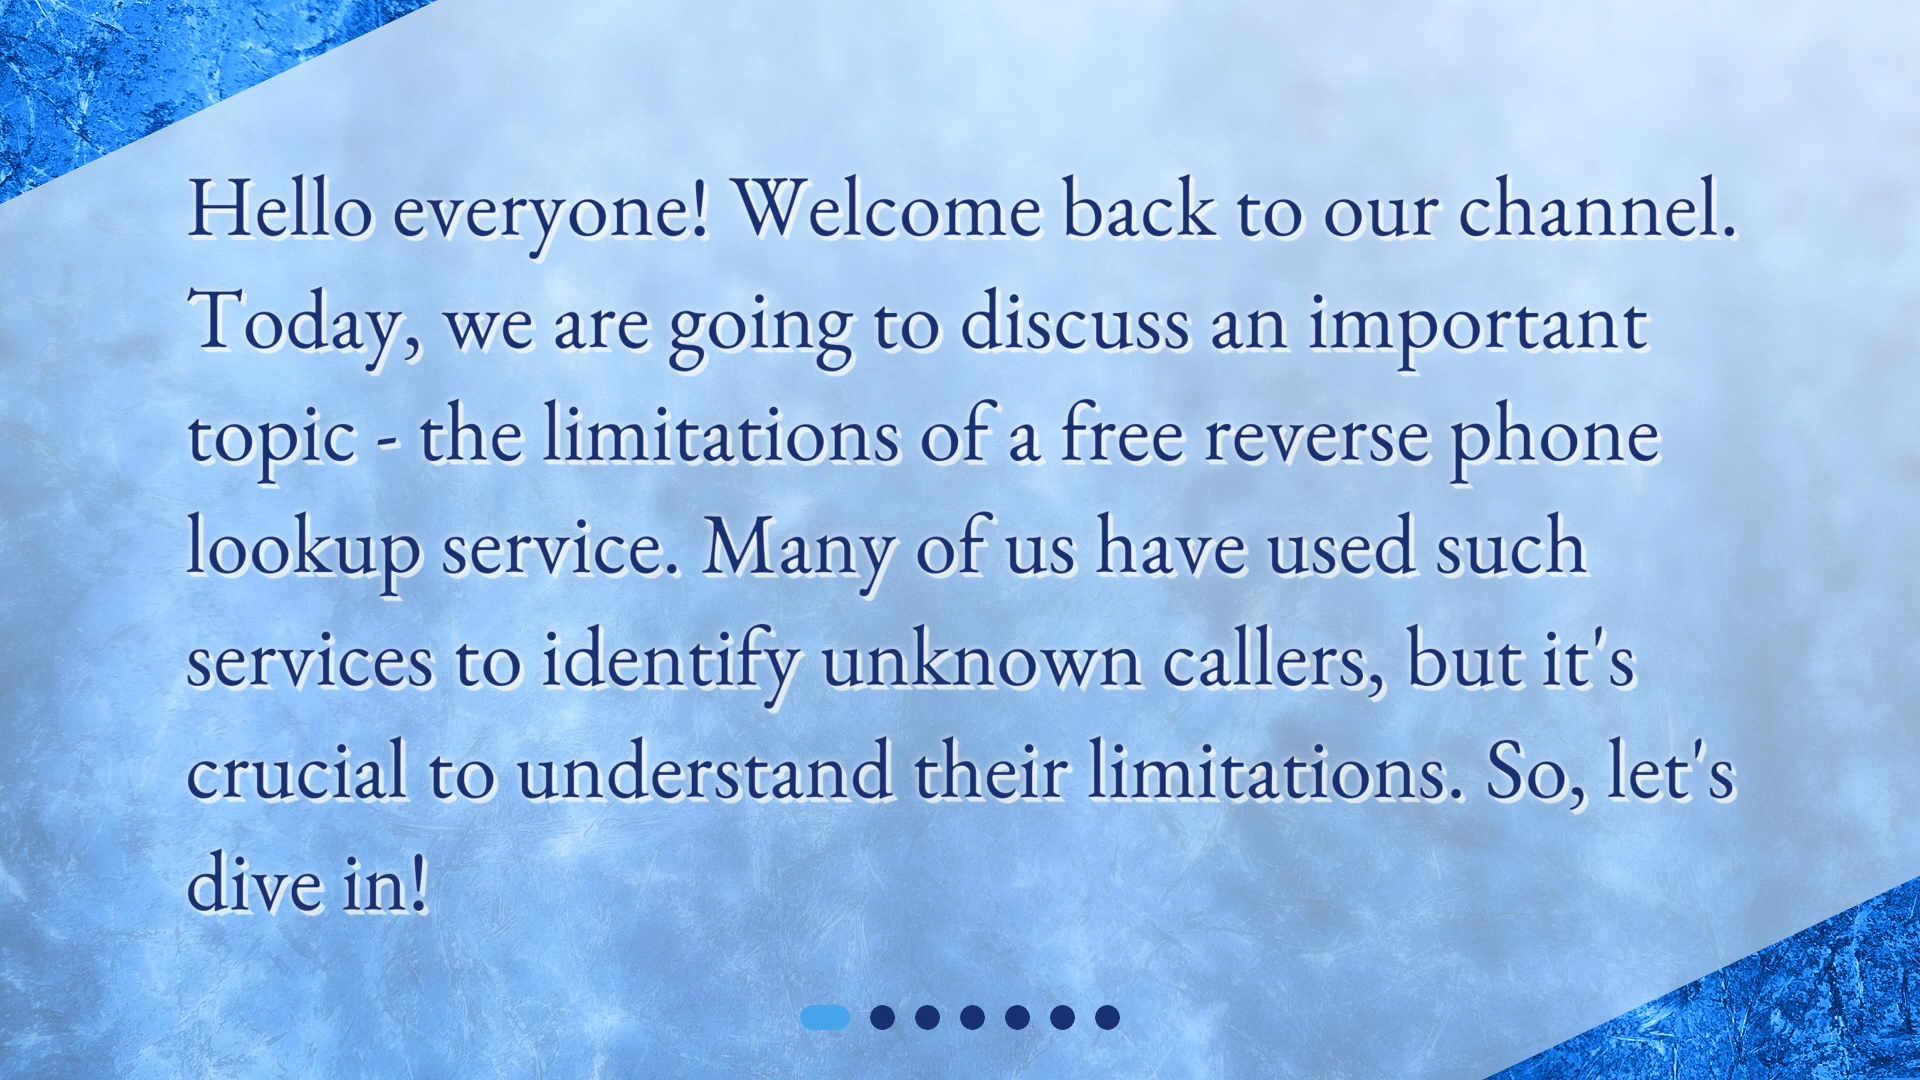 Hello everyone! Welcome back to our channel.
Today, we are going to discuss an important
topic - the limitations of a free reverse phone
lookup service. Many of us have used such
services to identify unknown callers, but it's
crucial to understand their limitations. So, let's
dive in!